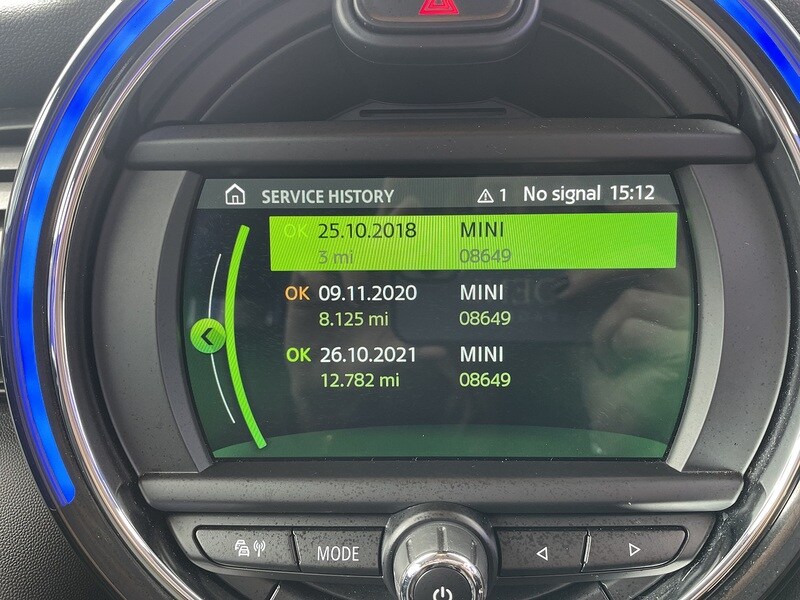 SERVICE HISTORY 1 No signal 15:12
OK 25.10.2018 MINI
3 mi 08649
OK 09.11.2020 MINI
8.125 mi 08649
OK 26.10.2021 MINI
12.782 mi 08649
MODE